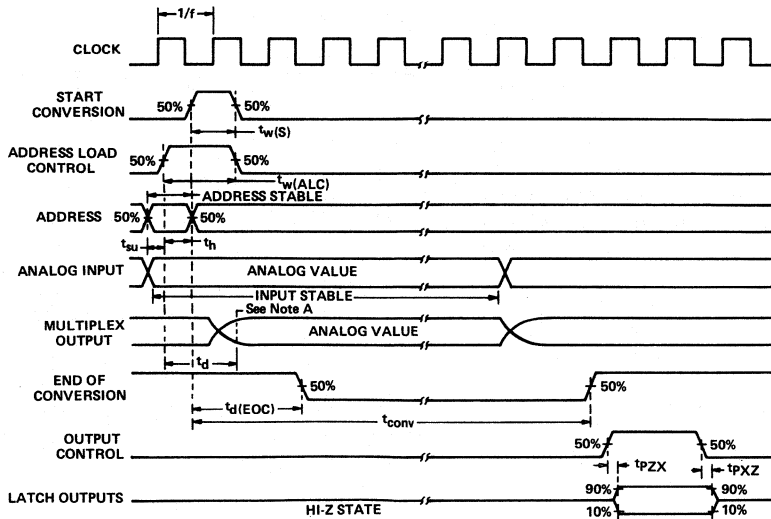 1/f
CLOCK
START
CONVERSION
50%
50%
tw(S)
ADDRESS LOAD
CONTROL
50%
50%
tw(ALC)
ADDRESS STABLE
ADDRESS
50%
50%
tsu
th
ANALOG INPUT
ANALOG VALUE
INPUT STABLE
See Note A
MULTIPLEX
OUTPUT
ANALOG VALUE
td
END OF
CONVERSION
50%
50%
td(EOC)
tconv
OUTPUT
CONTROL
50%
50%
tPZX
tPXZ
LATCH OUTPUTS
HI-Z STATE
90%
90%
10%
10%